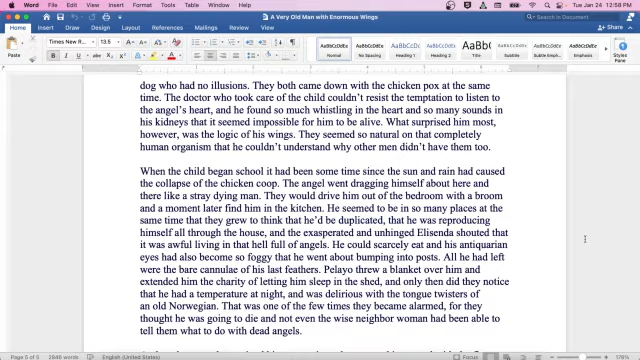 Word File Edit View Insert Format Tools Table Window Help
Tue Jan 24 12:58 PM
A Very Old Man with Enormous Wings
Search in Document
Home Insert Draw Design Layout References Mailings Review View
Share
Paste
Times New R... 13.5
AaBbCcDdEe AaBbCcDdEe AaBbCcDdEe AaBbCcDdE AaBb AaBbCcDdEe AaBbCcDdEe AaBbCcDdEe
Normal No Spacing Heading 1 Heading 2 Title Subtitle Subtle Emph... Emphasis
Styles
Pane
dog who had no illusions. They both came down with the chicken pox at the same
time. The doctor who took care of the child couldn't resist the temptation to listen to
the angel's heart, and he found so much whistling in the heart and so many sounds in
his kidneys that it seemed impossible for him to be alive. What surprised him most,
however, was the logic of his wings. They seemed so natural on that completely
human organism that he couldn't understand why other men didn't have them too.
When the child began school it had been some time since the sun and rain had caused
the collapse of the chicken coop. The angel went dragging himself about here and
there like a stray dying man. They would drive him out of the bedroom with a broom
and a moment later find him in the kitchen. He seemed to be in so many places at the
same time that they grew to think that he'd be duplicated, that he was reproducing
himself all through the house, and the exasperated and unhinged Elisenda shouted that
it was awful living in that hell full of angels. He could scarcely eat and his antiquarian
eyes had also become so foggy that he went about bumping into posts. All he had left
were the bare cannulae of his last feathers. Pelayo threw a blanket over him and
extended him the charity of letting him sleep in the shed, and only then did they notice
that he had a temperature at night, and was delirious with the tongue twisters of
an old Norwegian. That was one of the few times they became alarmed, for they
thought he was going to die and not even the wise neighbor woman had been able to
tell them what to do with dead angels.
Page 5 of 5 2846 words English (United States)
Focus
178%